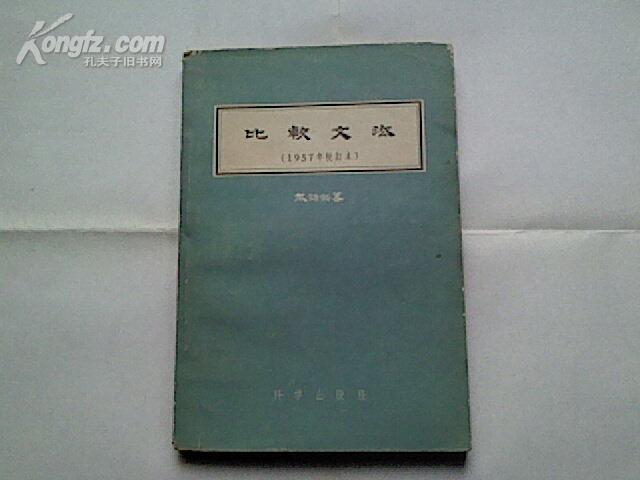 Kongfz.com
孔夫子旧书网
比較文法
(1957年校訂本)
黎錦熙著
科学出版社